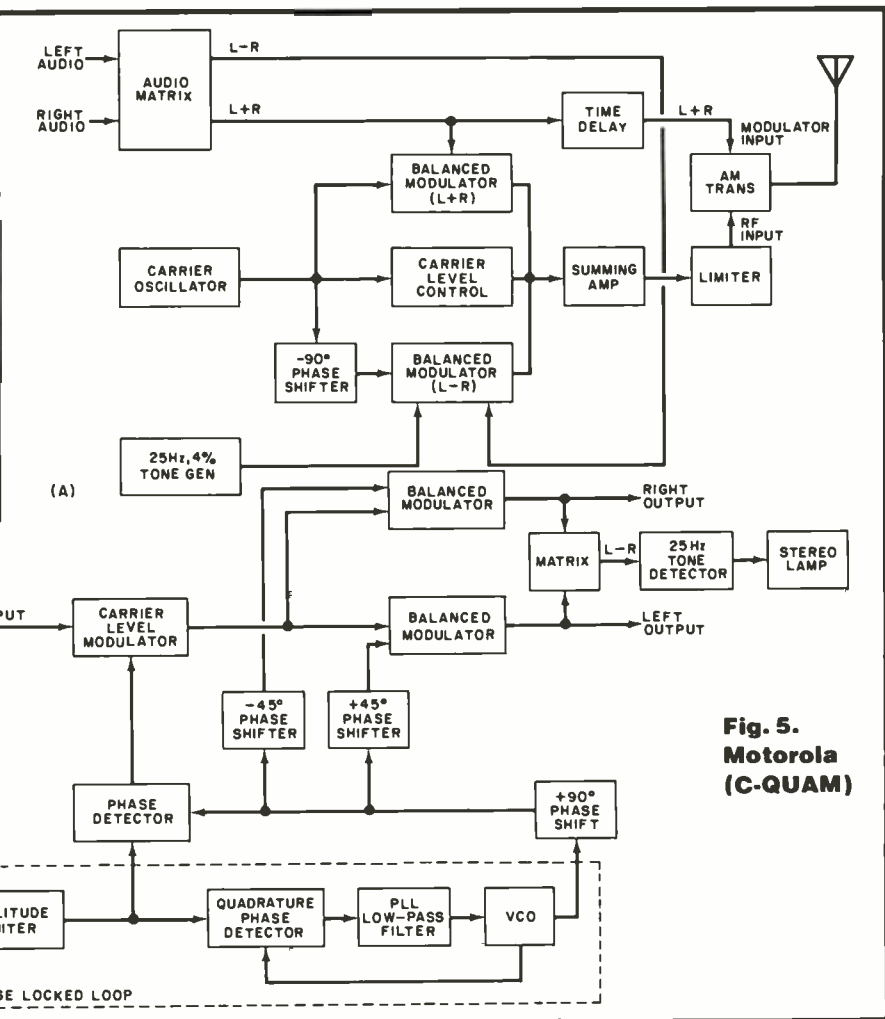 LEFT
AUDIO
RIGHT
AUDIO
AUDIO
MATRIX
L-R
L+R
TIME
DELAY
L+R
MODULATOR
INPUT
AM
TRANS
RF
INPUT
BALANCED
MODULATOR
(L+R)
CARRIER
OSCILLATOR
CARRIER
LEVEL
CONTROL
SUMMING
AMP
LIMITER
-90°
PHASE
SHIFTER
BALANCED
MODULATOR
(L-R)
25Hz, 4%
TONE GEN
(A)
BALANCED
MODULATOR
RIGHT
OUTPUT
MATRIX
L-R
25Hz
TONE
DETECTOR
STEREO
LAMP
PUT
CARRIER
LEVEL
MODULATOR
BALANCED
MODULATOR
LEFT
OUTPUT
-45°
PHASE
SHIFTER
+45°
PHASE
SHIFTER
Fig. 5.
Motorola
(C-QUAM)
PHASE
DETECTOR
+90°
PHASE
SHIFT
LITUDE
ITER
QUADRATURE
PHASE
DETECTOR
PLL
LOW-PASS
FILTER
VCO
SE LOCKED LOOP